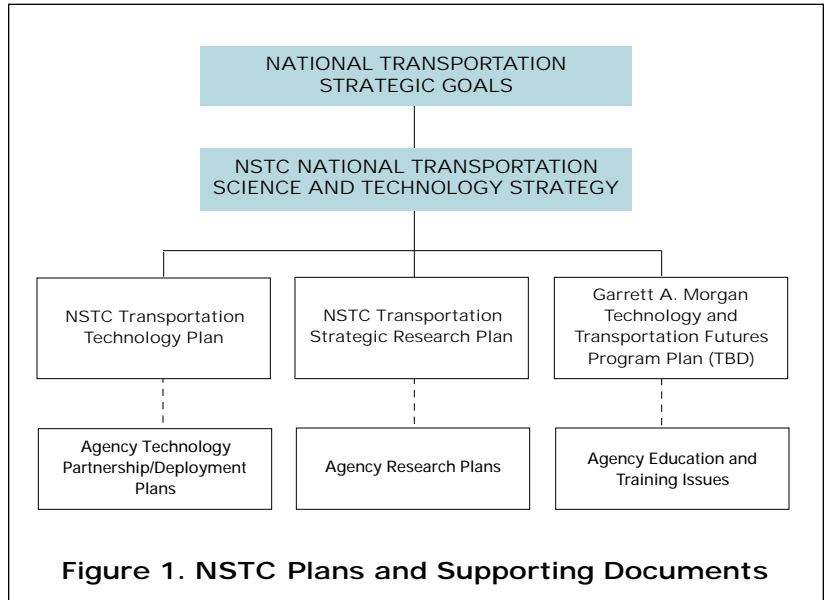 NATIONAL TRANSPORTATION
STRATEGIC GOALS
NSTC NATIONAL TRANSPORTATION
SCIENCE AND TECHNOLOGY STRATEGY
NSTC Transportation
Technology Plan
NSTC Transportation
Strategic Research Plan
Garrett A. Morgan
Technology and
Transportation Futures
Program Plan (TBD)
Agency Technology
Partnership/Deployment
Plans
Agency Research Plans
Agency Education and
Training Issues
Figure 1. NSTC Plans and Supporting Documents